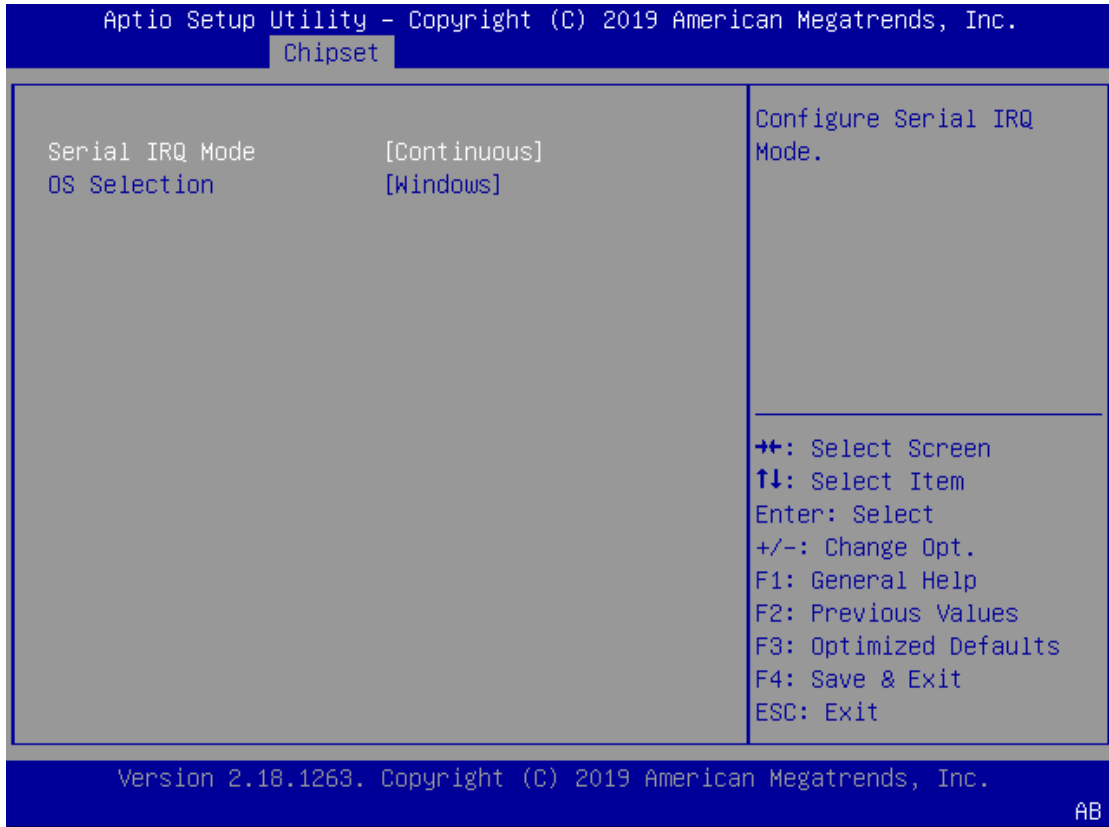 Aptio Setup Utility – Copyright (C) 2019 American Megatrends, Inc.
Chipset
Serial IRQ Mode [Continuous]
OS Selection [Windows]
Configure Serial IRQ
Mode.
→←: Select Screen
↑↓: Select Item
Enter: Select
+/-: Change Opt.
F1: General Help
F2: Previous Values
F3: Optimized Defaults
F4: Save & Exit
ESC: Exit
Version 2.18.1263. Copyright (C) 2019 American Megatrends, Inc.
AB